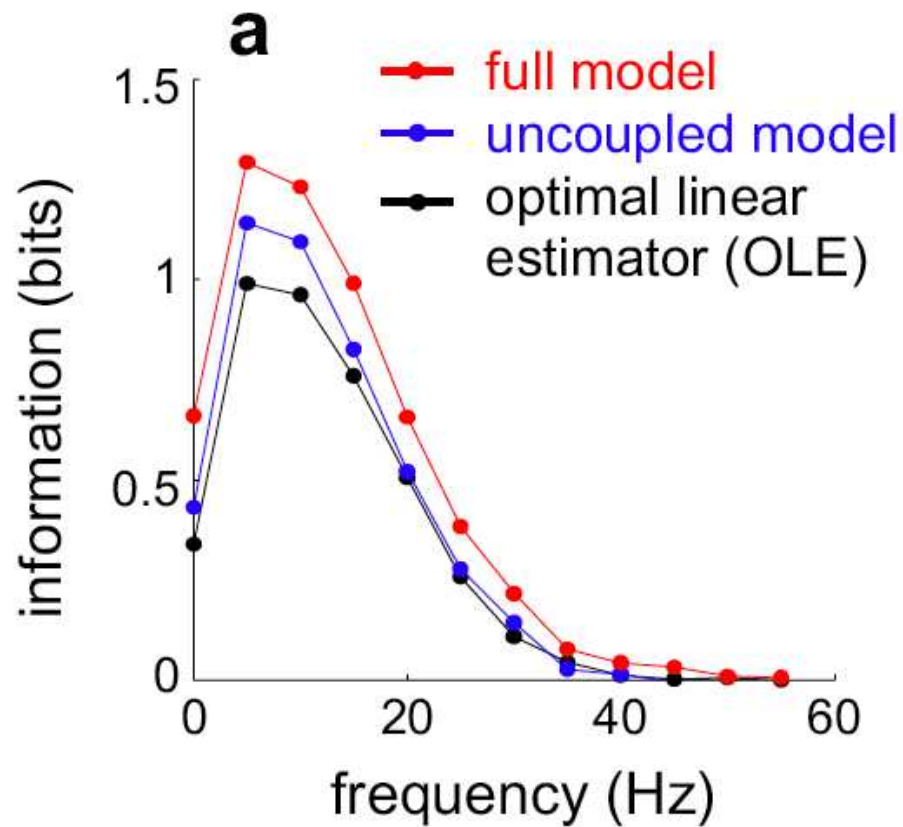 a
full model
uncoupled model
optimal linear
estimator (OLE)
1.5
1
0.5
0
information (bits)
0
20
40
60
frequency (Hz)